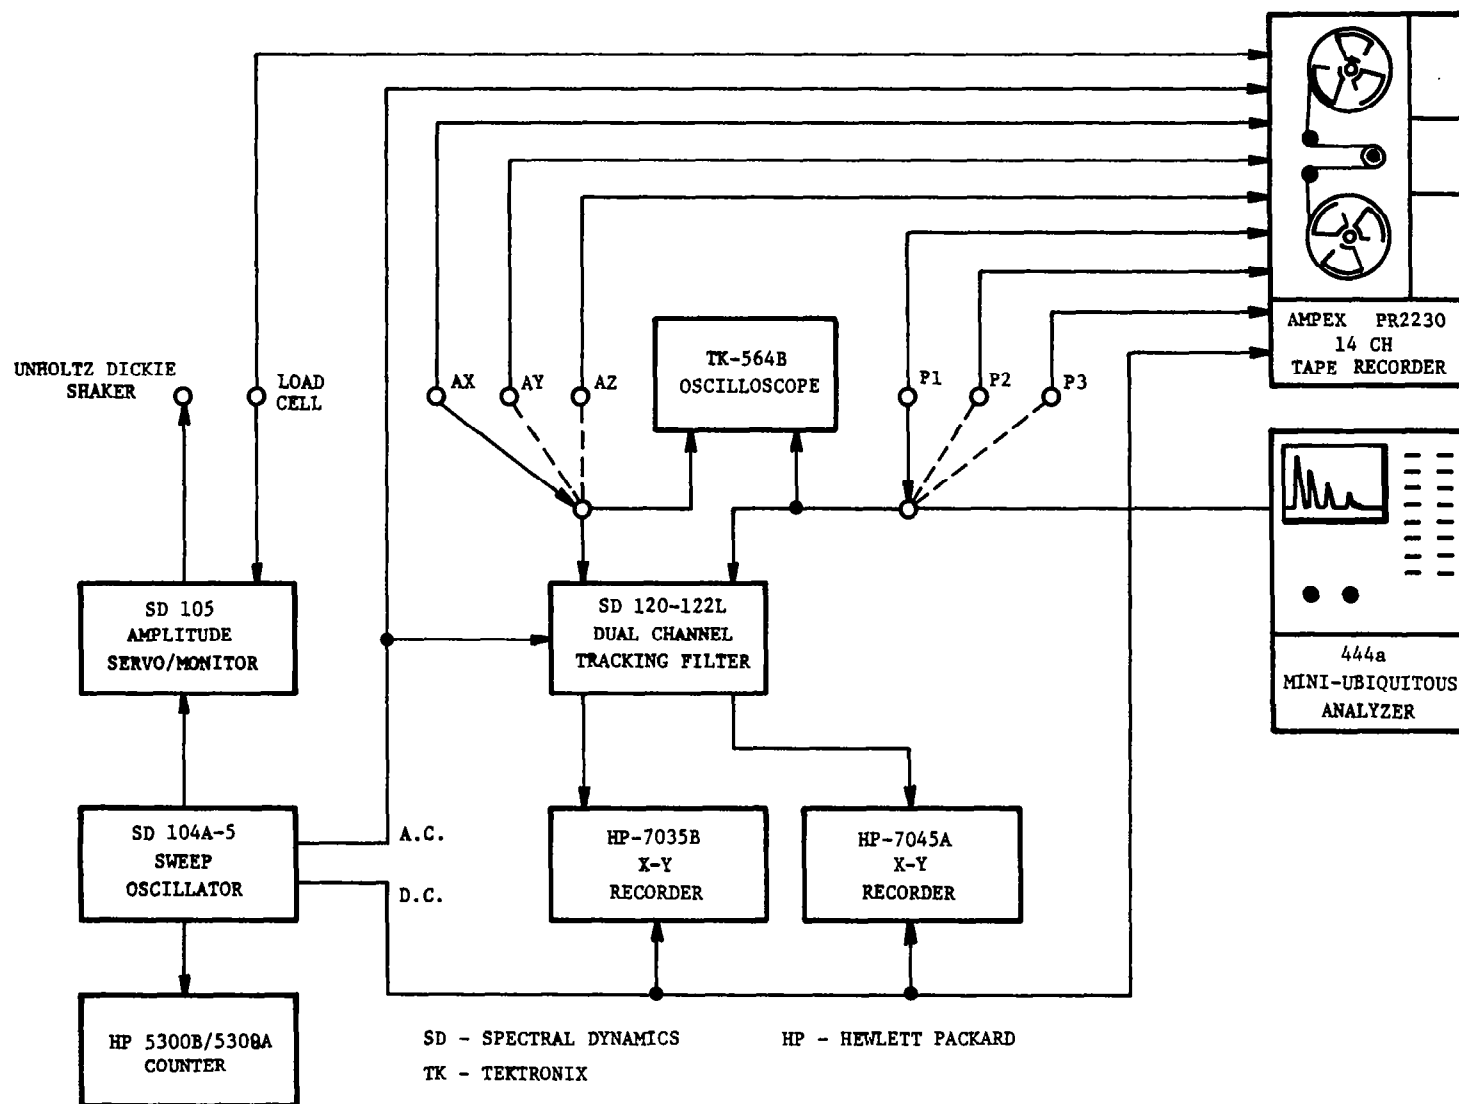 AMPEX PR2230
14 CH
TAPE RECORDER
TK-564B
OSCILLOSCOPE
UNHOLTZ DICKIE
SHAKER
LOAD
CELL
AX
AY
AZ
P1
P2
P3
SD 105
AMPLITUDE
SERVO/MONITOR
SD 120-122L
DUAL CHANNEL
TRACKING FILTER
444a
MINI-UBIQUITOUS
ANALYZER
SD 104A-5
SWEEP
OSCILLATOR
A.C.
D.C.
HP-7035B
X-Y
RECORDER
HP-7045A
X-Y
RECORDER
HP 5300B/5308A
COUNTER
SD - SPECTRAL DYNAMICS
HP - HEWLETT PACKARD
TK - TEKTRONIX